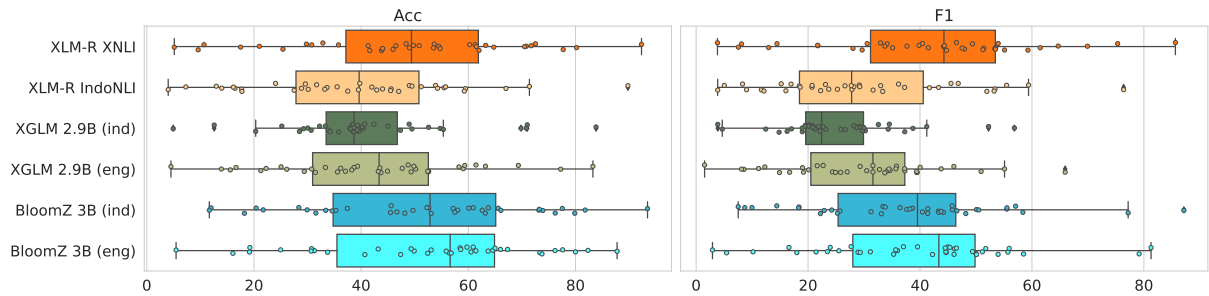 Acc
F1
XLM-R XNLI
XLM-R IndoNLI
XGLM 2.9B (ind)
XGLM 2.9B (eng)
BloomZ 3B (ind)
BloomZ 3B (eng)
0 20 40 60 80
0 20 40 60 80